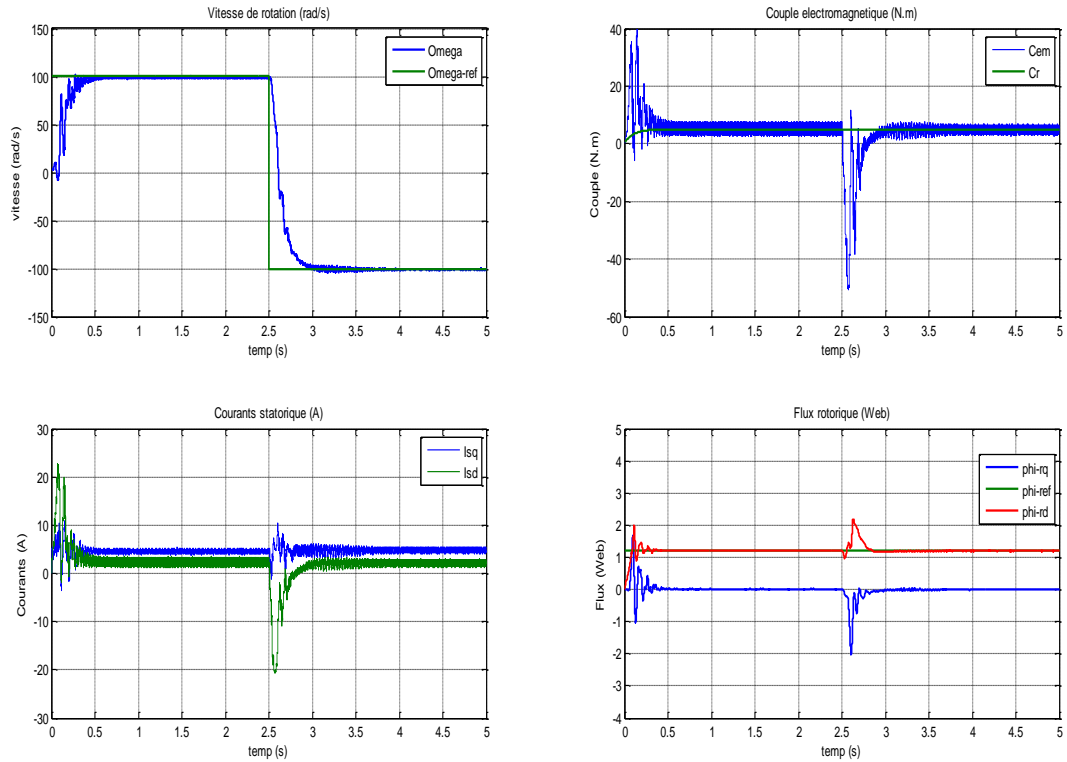 Vitesse de rotation (rad/s)
150
100
50
0
-50
-100
-150
vitesse (rad/s)
0 0.5 1 1.5 2 2.5 3 3.5 4 4.5 5
temp (s)
Omega
Omega-ref
Couple electromagnetique (N.m)
40
20
0
-20
-40
-60
Couple (N.m)
0 0.5 1 1.5 2 2.5 3 3.5 4 4.5 5
temp (s)
Cem
Cr
Courants statorique (A)
30
20
10
0
-10
-20
-30
Courants (A)
0 0.5 1 1.5 2 2.5 3 3.5 4 4.5 5
temp (s)
Isq
Isd
Flux rotorique (Web)
5
4
3
2
1
0
-1
-2
-3
-4
Flux (Web)
0 0.5 1 1.5 2 2.5 3 3.5 4 4.5 5
temp (s)
phi-rq
phi-ref
phi-rd